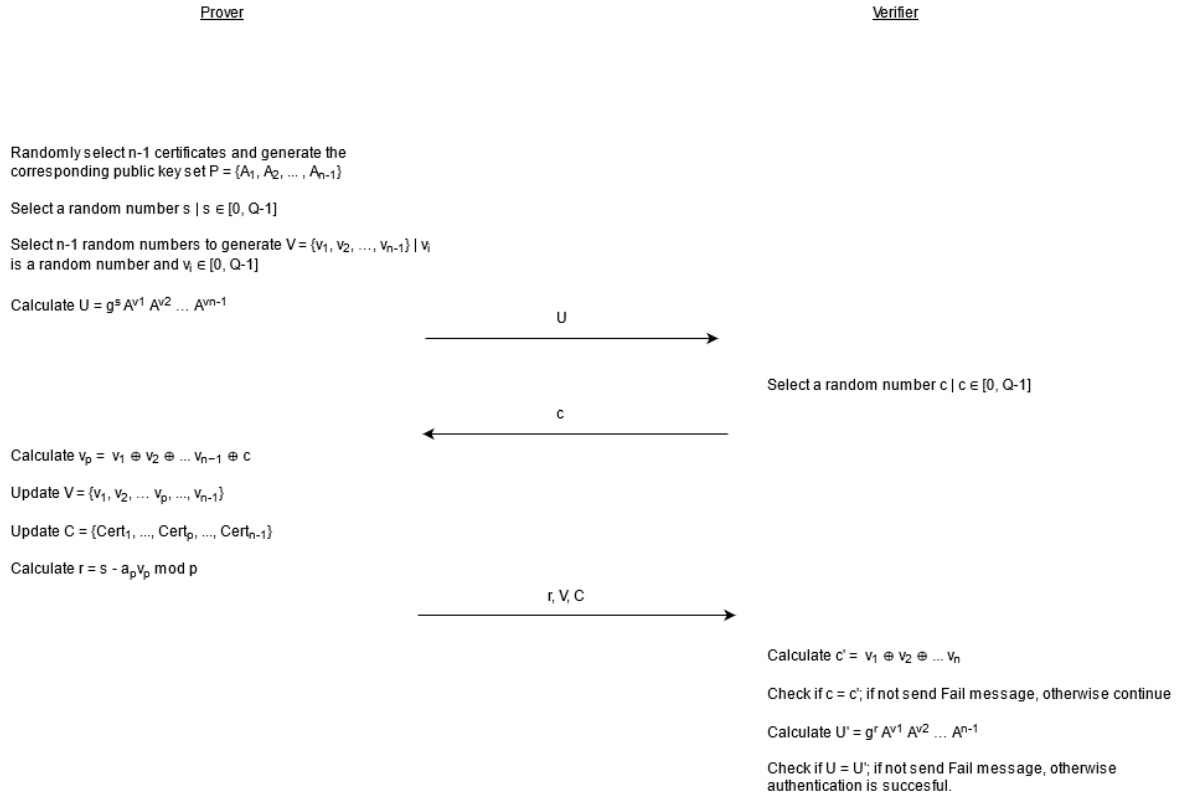 Prover
Verifier
Randomly select n-1 certificates and generate the
corresponding public key set P = {A₁, A₂, ... , Aₙ₋₁}
Select a random number s | s ∈ [0, Q-1]
Select n-1 random numbers to generate V = {v₁, v₂, ..., vₙ₋₁} | vᵢ
is a random number and vᵢ ∈ [0, Q-1]
Calculate U = gˢ Aᵛ¹ Aᵛ² ... Aᵛⁿ⁻¹
U
Select a random number c | c ∈ [0, Q-1]
c
Calculate vₚ = v₁ ⊕ v₂ ⊕ ... vₙ₋₁ ⊕ c
Update V = {v₁, v₂, ... vₚ, ..., vₙ₋₁}
Update C = {Cert₁, ..., Certₚ, ..., Certₙ₋₁}
Calculate r = s - aₚvₚ mod p
r, V, C
Calculate c' = v₁ ⊕ v₂ ⊕ ... vₙ
Check if c = c'; if not send Fail message, otherwise continue
Calculate U' = gʳ Aᵛ¹ Aᵛ² ... Aⁿ⁻¹
Check if U = U'; if not send Fail message, otherwise
authentication is succesful.